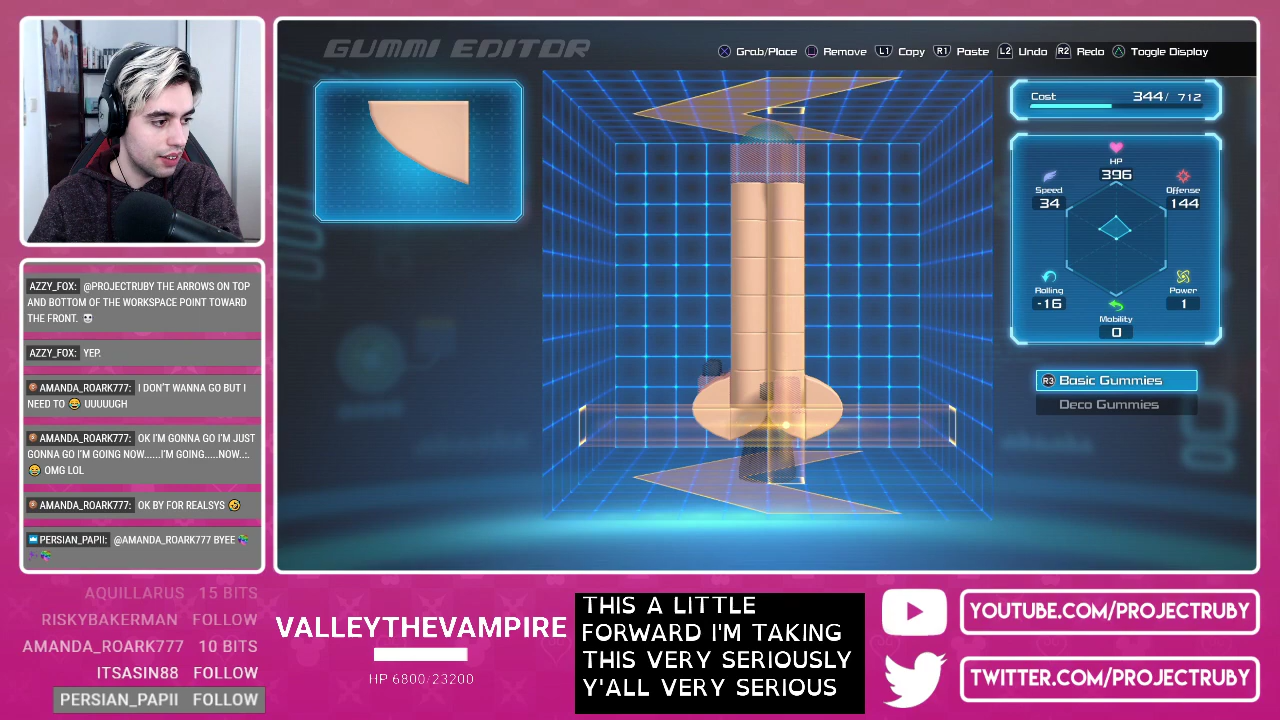 GUMMI EDITOR
Grab/Place Remove L1 Copy R1 Paste L2 Undo R2 Redo Toggle Display
Cost 344/ 712
HP
396
Speed
34
Offense
144
Rolling
-16
Power
1
Mobility
0
R3 Basic Gummies
Deco Gummies
AZZY_FOX: @PROJECTRUBY THE ARROWS ON TOP
AND BOTTOM OF THE WORKSPACE POINT TOWARD
THE FRONT.
AZZY_FOX: YEP.
AMANDA_ROARK777: I DON'T WANNA GO BUT I
NEED TO UUUUUGH
AMANDA_ROARK777: OK I'M GONNA GO I'M JUST
GONNA GO I'M GOING NOW......I'M GOING.....NOW..:.
OMG LOL
AMANDA_ROARK777: OK BY FOR REALSYS
PERSIAN_PAPII: @AMANDA_ROARK777 BYEE
AQUILLARUS 15 BITS
RISKYBAKERMAN FOLLOW
AMANDA_ROARK777 10 BITS
ITSASIN88 FOLLOW
PERSIAN_PAPII FOLLOW
VALLEYTHEVAMPIRE
HP 6800/23200
THIS A LITTLE
FORWARD I'M TAKING
THIS VERY SERIOUSLY
Y'ALL VERY SERIOUS
YOUTUBE.COM/PROJECTRUBY
TWITTER.COM/PROJECTRUBY